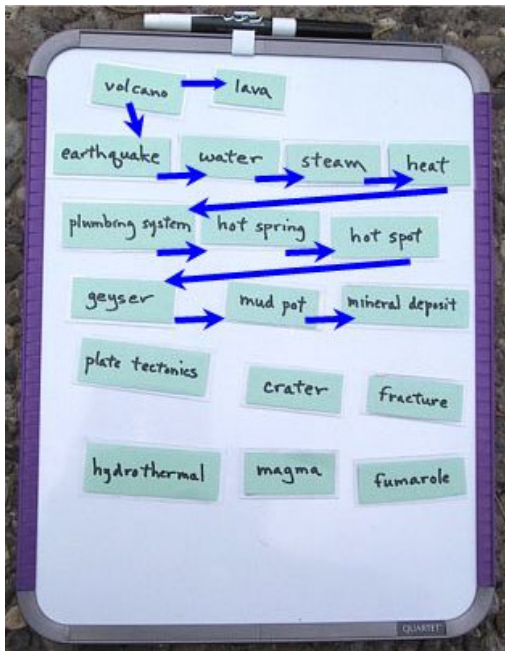 volcano lava
earthquake water steam heat
plumbing system hot spring hot spot
geyser mud pot mineral deposit
plate tectonics crater fracture
hydrothermal magma fumarole
QUARTET